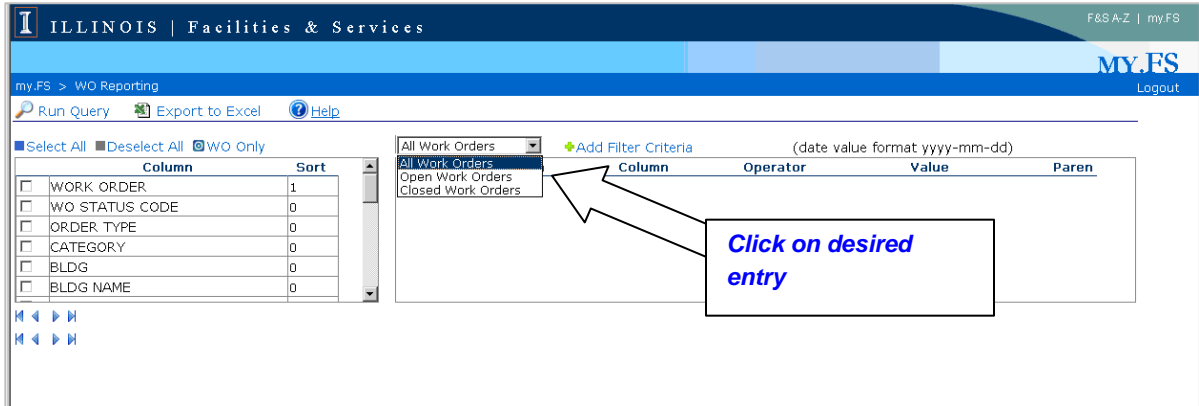 I ILLINOIS | Facilities & Services
F&S A-Z | my.FS
MY.FS
my.FS > WO Reporting
Logout
Run Query Export to Excel ? Help
Select All Deselect All WO Only
All Work Orders Add Filter Criteria (date value format yyyy-mm-dd)
Column Sort
WORK ORDER 1
WO STATUS CODE 0
ORDER TYPE 0
CATEGORY 0
BLDG 0
BLDG NAME 0
All Work Orders
Open Work Orders
Closed Work Orders
Column Operator Value Paren
Click on desired
entry